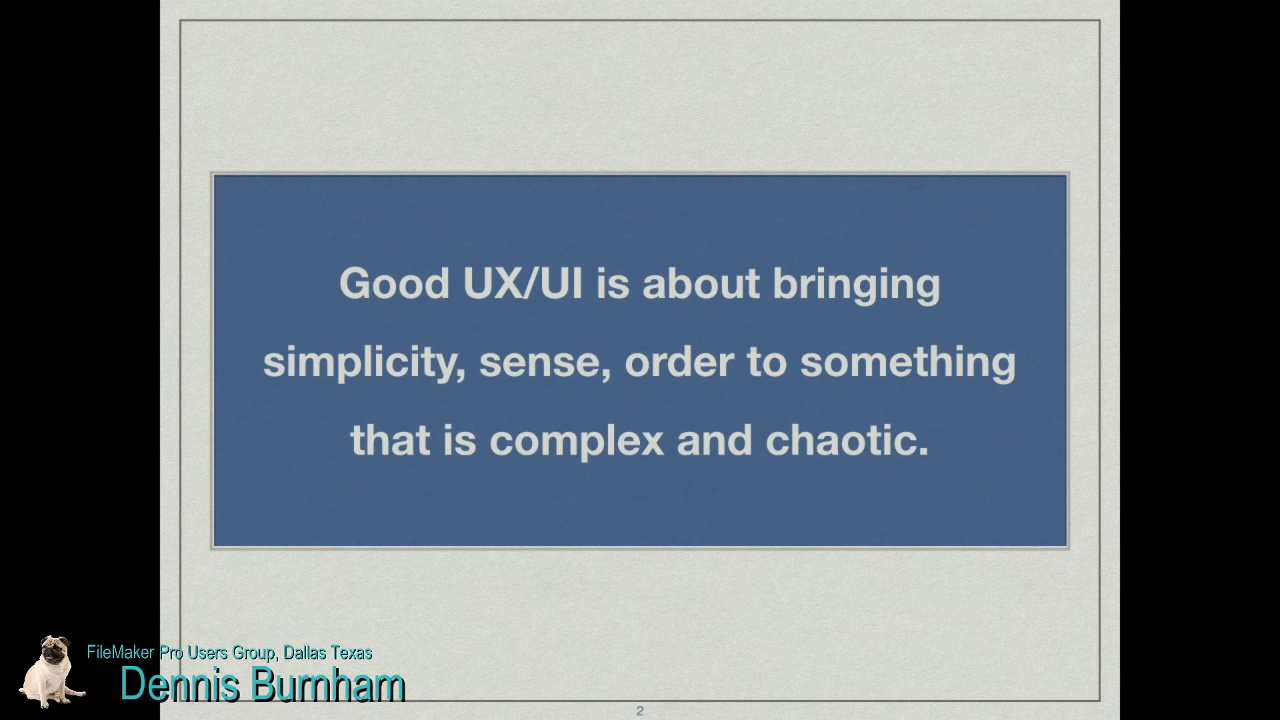 Good UX/UI is about bringing
simplicity, sense, order to something
that is complex and chaotic.
FileMaker Pro Users Group, Dallas Texas
Dennis Burnham
2